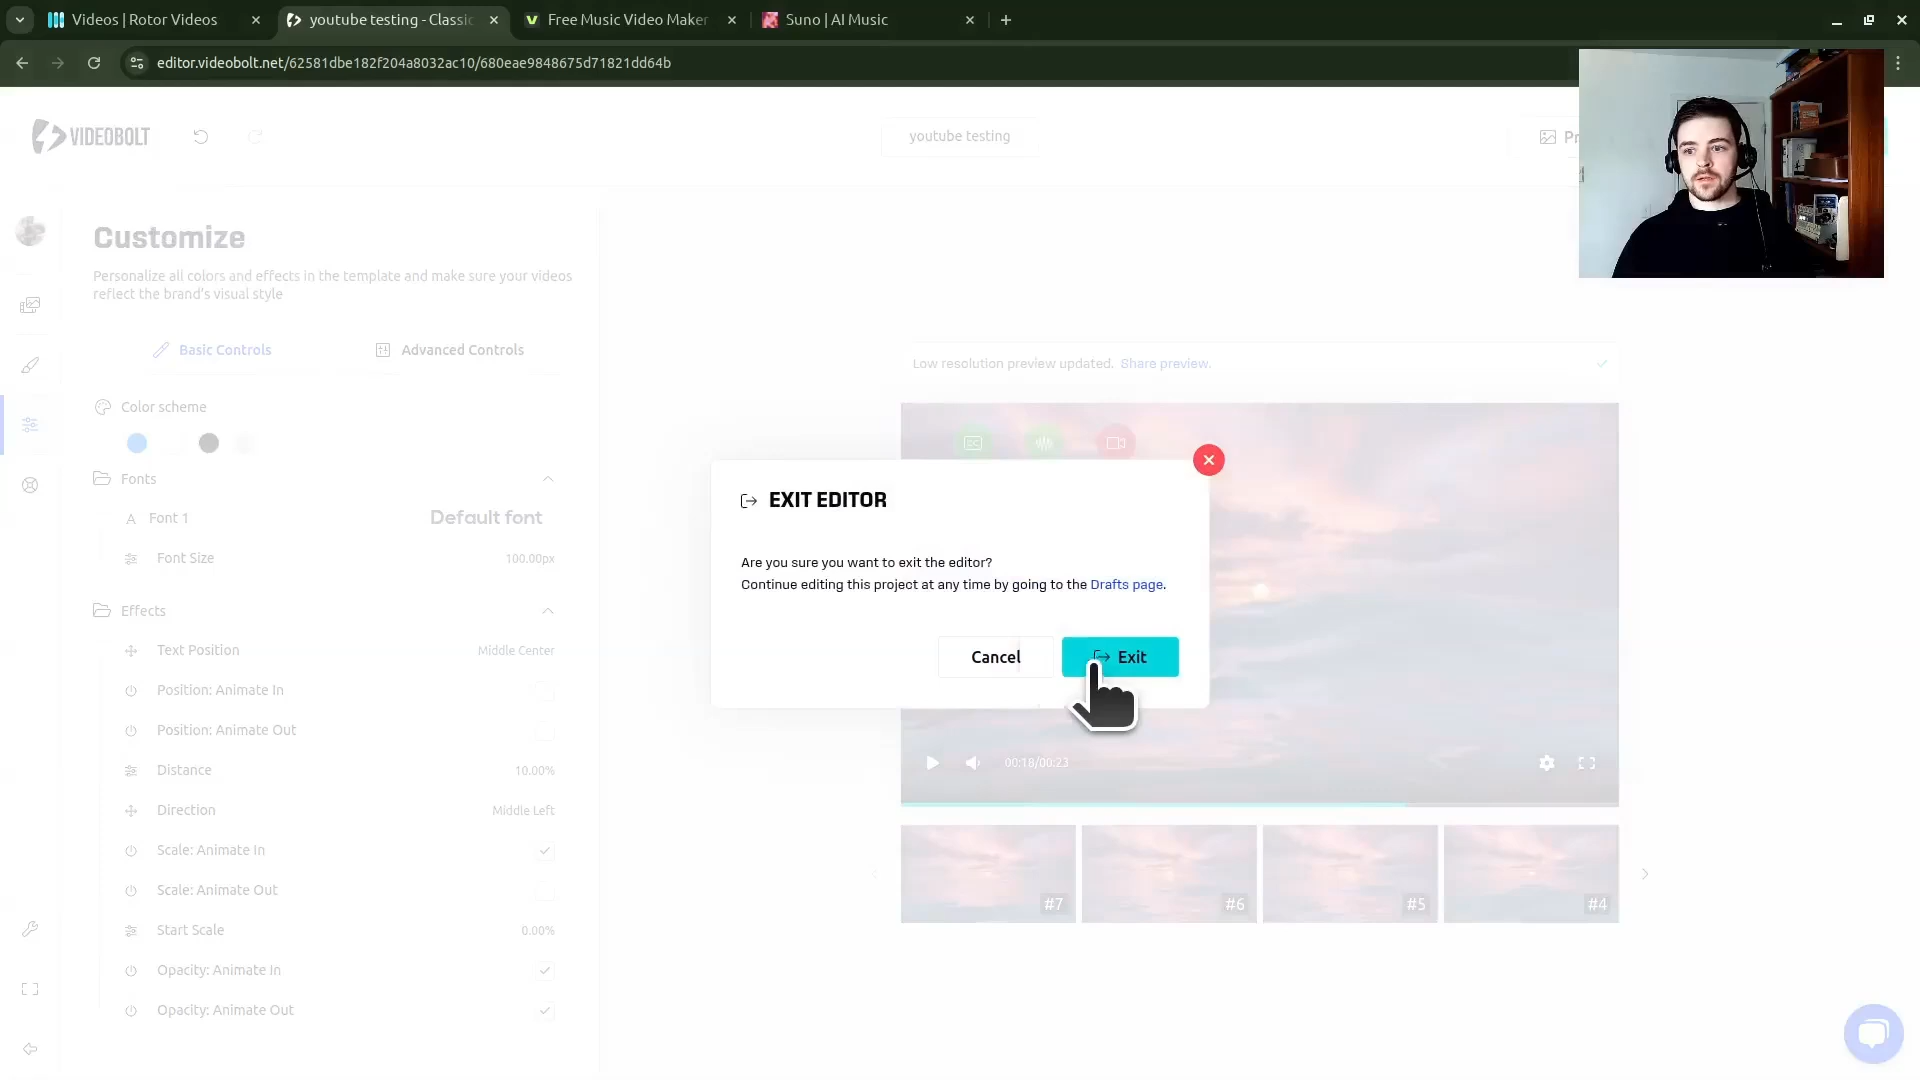 Videos | Rotor Videos
youtube testing - Classic
Free Music Video Maker
Suno | AI Music
editor.videobolt.net/62581dbe182f204a8032ac10/680eae9848675d71821dd64b
VIDEOBOLT
youtube testing
Pr
Customize
Personalize all colors and effects in the template and make sure your videos
reflect the brand's visual style
Basic Controls
Advanced Controls
Color scheme
Fonts
Font 1
Default font
Font Size
100.00px
Effects
Text Position
Middle Center
Position: Animate In
Position: Animate Out
Distance
10.00%
Direction
Middle Left
Scale: Animate In
Scale: Animate Out
Start Scale
0.00%
Opacity: Animate In
Opacity: Animate Out
Low resolution preview updated. Share preview.
EXIT EDITOR
Are you sure you want to exit the editor?
Continue editing this project at any time by going to the Drafts page.
Cancel
Exit
00:18/00:23
#7
#6
#5
#4